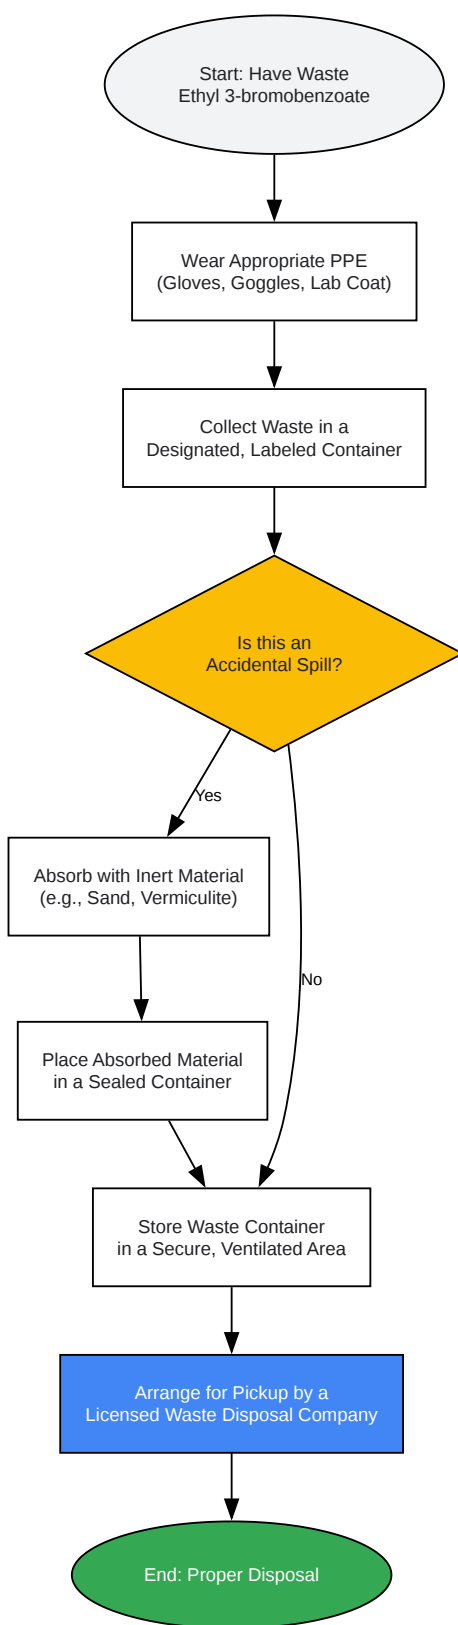 Start: Have Waste
Ethyl 3-bromobenzoate
Wear Appropriate PPE
(Gloves, Goggles, Lab Coat)
Collect Waste in a
Designated, Labeled Container
Is this an
Accidental Spill?
Yes
Absorb with Inert Material
(e.g., Sand, Vermiculite)
No
Place Absorbed Material
in a Sealed Container
Store Waste Container
in a Secure, Ventilated Area
Arrange for Pickup by a
Licensed Waste Disposal Company
End: Proper Disposal